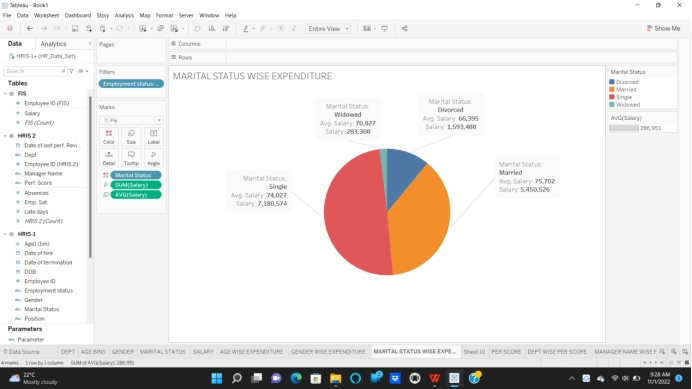 Tableau - Book1
File Data Worksheet Dashboard Story Analysis Map Format Server Window Help
Entire View
Show Me
Data Analytics
HRIS-1+ (HR_Data_Set)
Search
Tables
FIS
Employee ID (FIS)
Salary
FIS (Count)
HRIS 2
Date of last perf. Revi...
Dept
Employee ID (HRIS 2)
Manager Name
Perf. Score
Absences
Emp. Sat
Late days
HRIS 2 (Count)
HRIS-1
Age1 (bin)
Date of hire
Date of termination
DOB
Employee ID
Employment status
Gender
Marital Status
Position
Parameters
Parameter
Pages
Filters
Employment status: ...
Marks
Pie
Color Size Label
Detail Tooltip Angle
Marital Status
SUM(Salary)
AVG(Salary)
Columns
Rows
MARITAL STATUS WISE EXPENDITURE
Marital Status:
Widowed
Avg. Salary: 70,827
Salary: 283,308
Marital Status:
Divorced
Avg. Salary: 66,395
Salary: 1,593,488
Marital Status:
Married
Avg. Salary: 75,702
Salary: 5,450,526
Marital Status:
Single
Avg. Salary: 74,027
Salary: 7,180,574
Marital Status
Divorced
Married
Single
Widowed
AVG(Salary)
286,951
Data Source DEPT AGE BINS GENDER MARITAL STATUS SALARY AGE WISE EXPENDITURE GENDER WISE EXPENDITURE MARITAL STATUS WISE EXPE... Sheet 10 PER SCORE DEPT WISE PER SCORE MANAGER NAME WISE F
4 marks 1 row by 1 column SUM of AVG(Salary): 286,951
22°C
Mostly cloudy
9:28 AM
11/1/2022